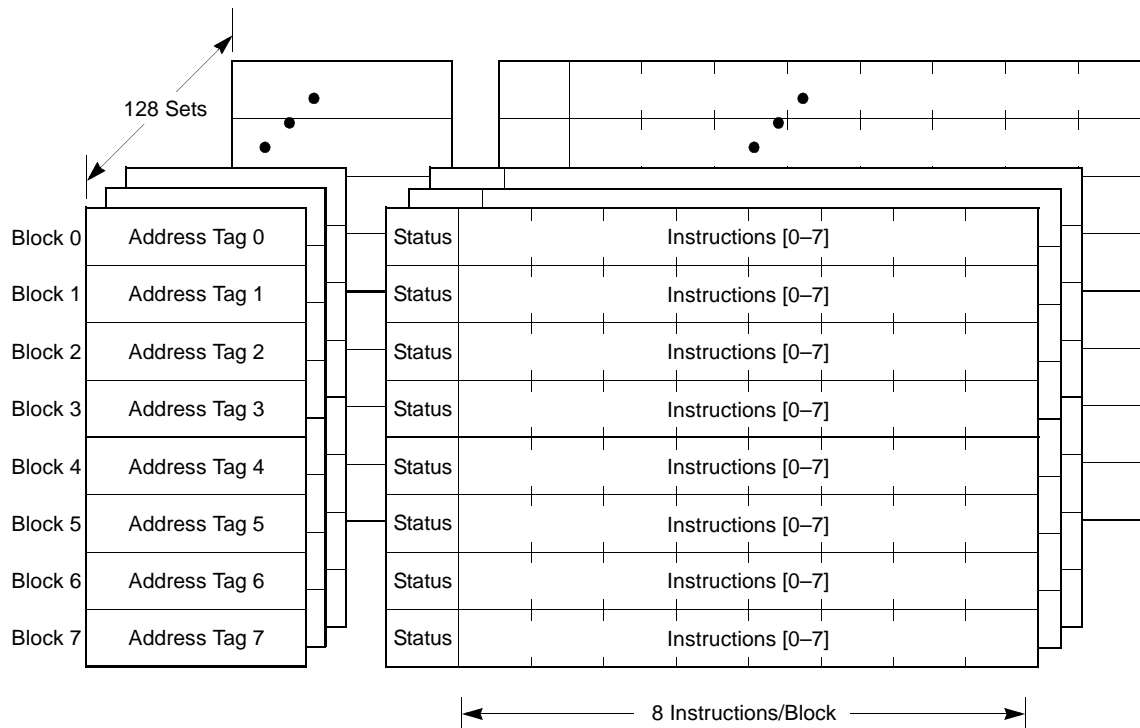 128 Sets
Block 0 Address Tag 0 Status Instructions [0–7]
Block 1 Address Tag 1 Status Instructions [0–7]
Block 2 Address Tag 2 Status Instructions [0–7]
Block 3 Address Tag 3 Status Instructions [0–7]
Block 4 Address Tag 4 Status Instructions [0–7]
Block 5 Address Tag 5 Status Instructions [0–7]
Block 6 Address Tag 6 Status Instructions [0–7]
Block 7 Address Tag 7 Status Instructions [0–7]
8 Instructions/Block